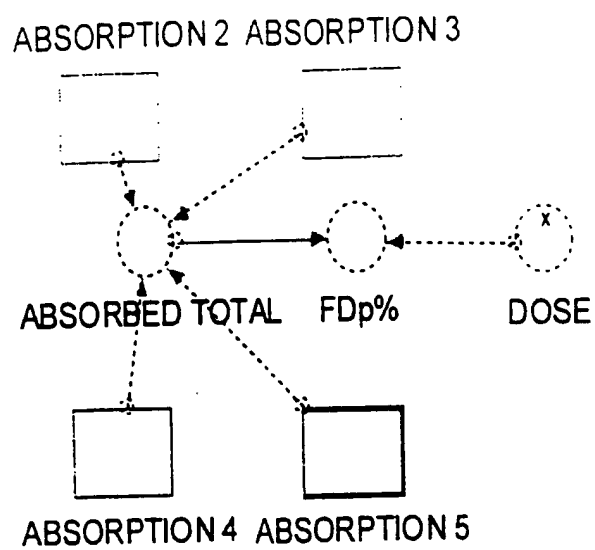 ABSORPTION 2 ABSORPTION 3
x
ABSORBED TOTAL FDp% DOSE
ABSORPTION 4 ABSORPTION 5